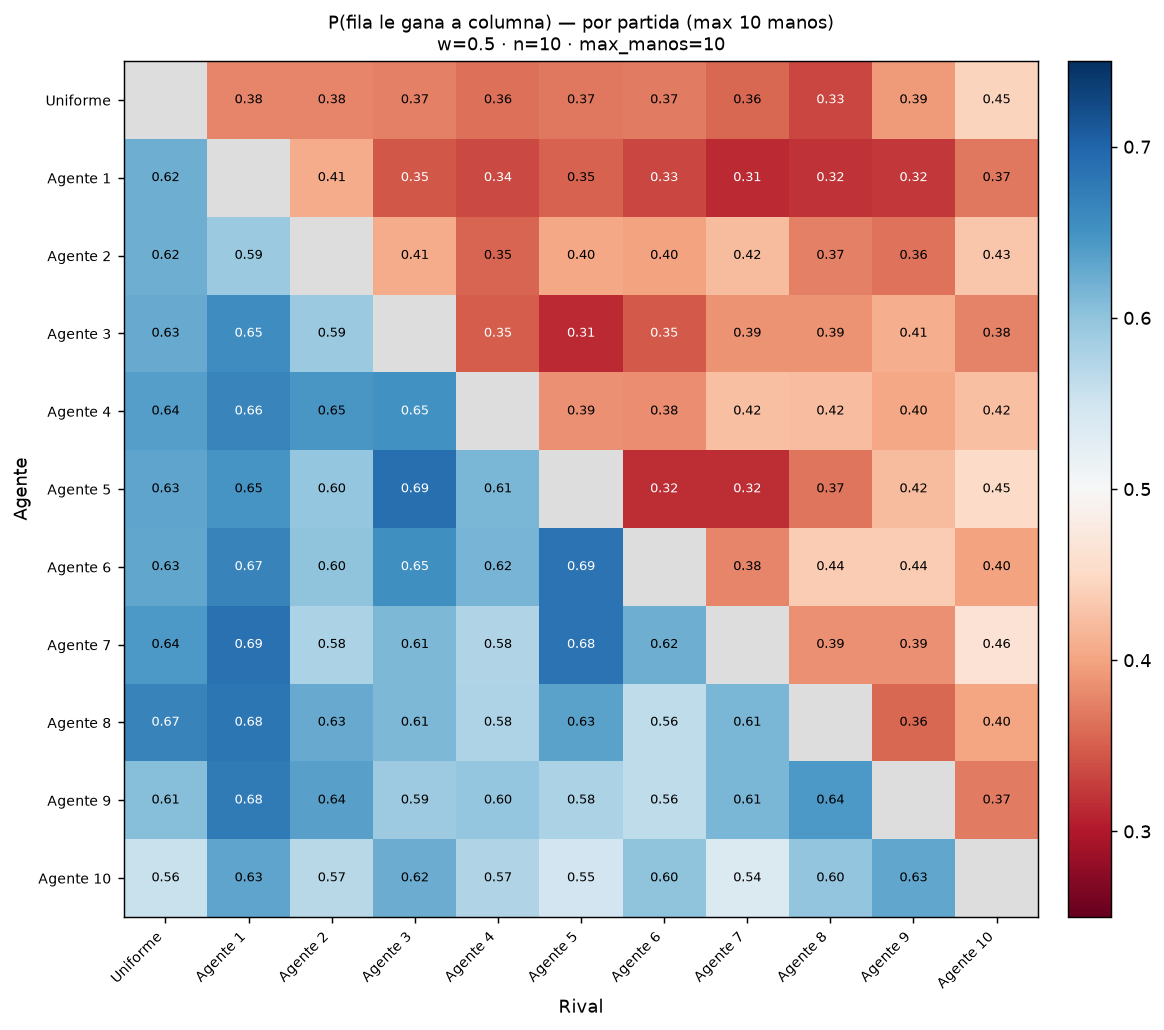 P(fila le gana a columna) — por partida (max 10 manos)
w=0.5 · n=10 · max_manos=10
Agente
Uniforme 0.38 0.38 0.37 0.36 0.37 0.37 0.36 0.33 0.39 0.45
Agente 1 0.62 0.41 0.35 0.34 0.35 0.33 0.31 0.32 0.32 0.37
Agente 2 0.62 0.59 0.41 0.35 0.40 0.40 0.42 0.37 0.36 0.43
Agente 3 0.63 0.65 0.59 0.35 0.31 0.35 0.39 0.39 0.41 0.38
Agente 4 0.64 0.66 0.65 0.65 0.39 0.38 0.42 0.42 0.40 0.42
Agente 5 0.63 0.65 0.60 0.69 0.61 0.32 0.32 0.37 0.42 0.45
Agente 6 0.63 0.67 0.60 0.65 0.62 0.69 0.38 0.44 0.44 0.40
Agente 7 0.64 0.69 0.58 0.61 0.58 0.68 0.62 0.39 0.39 0.46
Agente 8 0.67 0.68 0.63 0.61 0.58 0.63 0.56 0.61 0.36 0.40
Agente 9 0.61 0.68 0.64 0.59 0.60 0.58 0.56 0.61 0.64 0.37
Agente 10 0.56 0.63 0.57 0.62 0.57 0.55 0.60 0.54 0.60 0.63
Uniforme Agente 1 Agente 2 Agente 3 Agente 4 Agente 5 Agente 6 Agente 7 Agente 8 Agente 9 Agente 10
Rival
0.7
0.6
0.5
0.4
0.3